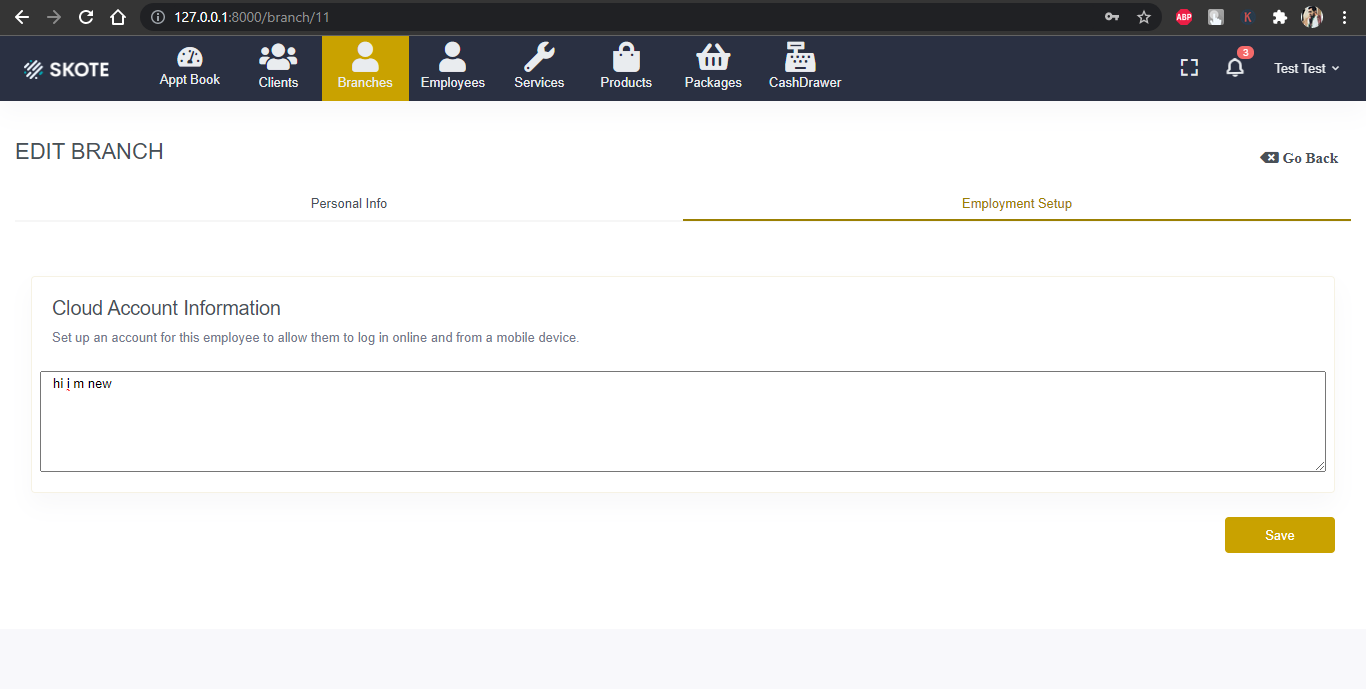 127.0.0.1:8000/branch/11
ABP
K
SKOTE
Appt Book
Clients
Branches
Employees
Services
Products
Packages
CashDrawer
3
Test Test
EDIT BRANCH
Go Back
Personal Info
Employment Setup
Cloud Account Information
Set up an account for this employee to allow them to log in online and from a mobile device.
hi i m new
Save